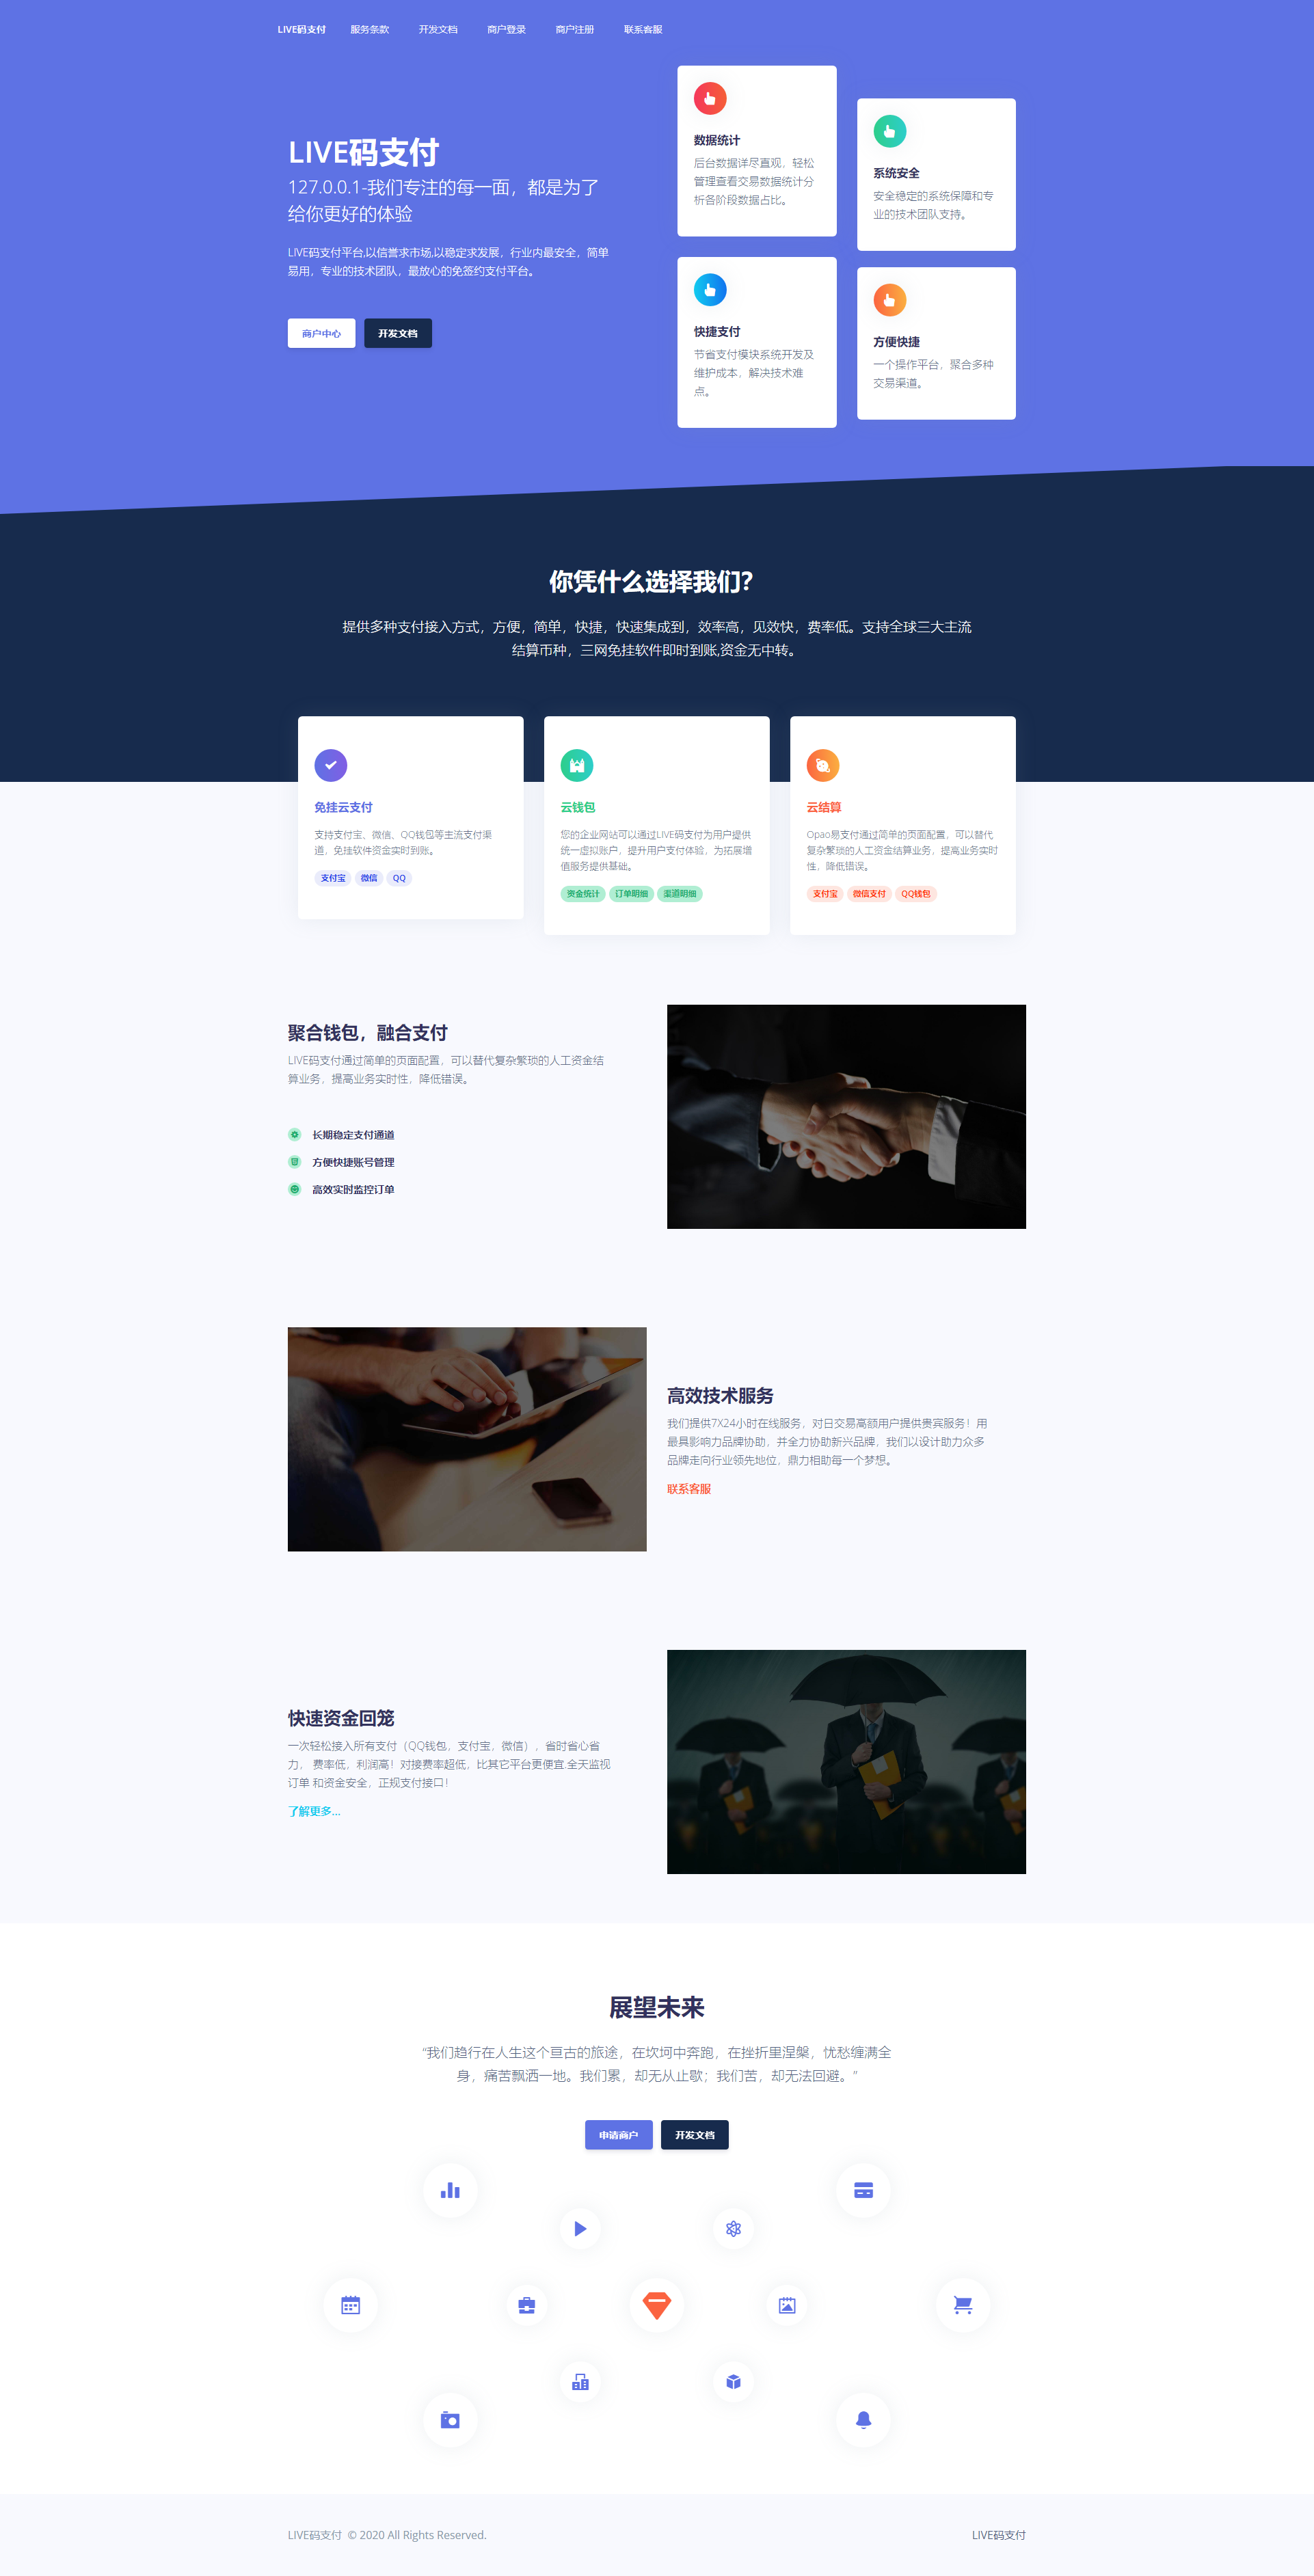 LIVE码支付
服务条款
开发文档
商户登录
商户注册
联系客服
LIVE码支付
127.0.0.1-我们专注的每一面，都是为了
给你更好的体验
LIVE码支付平台,以信誉求市场,以稳定求发展，行业内最安全，简单
易用，专业的技术团队，最放心的免签约支付平台。
商户中心
开发文档
数据统计
后台数据详尽直观，轻松
管理查看交易数据统计分
析各阶段数据占比。
系统安全
安全稳定的系统保障和专
业的技术团队支持。
快捷支付
节省支付模块系统开发及
维护成本，解决技术难
点。
方便快捷
一个操作平台，聚合多种
交易渠道。
你凭什么选择我们？
提供多种支付接入方式，方便，简单，快捷，快速集成到，效率高，见效快，费率低。支持全球三大主流
结算币种，三网免挂软件即时到账,资金无中转。
免挂云支付
支持支付宝、微信、QQ钱包等主流支付渠
道，免挂软件资金实时到账。
支付宝 微信 QQ
云钱包
您的企业网站可以通过LIVE码支付为用户提供
统一虚拟账户，提升用户支付体验，为拓展增
值服务提供基础。
资金统计 订单明细 渠道明细
云结算
Opao易支付通过简单的页面配置，可以替代
复杂繁琐的人工资金结算业务，提高业务实时
性，降低错误。
支付宝 微信支付 QQ钱包
聚合钱包，融合支付
LIVE码支付通过简单的页面配置，可以替代复杂繁琐的人工资金结
算业务，提高业务实时性，降低错误。
长期稳定支付通道
方便快捷账号管理
高效实时监控订单
高效技术服务
我们提供7X24小时在线服务，对日交易高额用户提供贵宾服务！用
最具影响力品牌协助，并全力协助新兴品牌，我们以设计助力众多
品牌走向行业领先地位，鼎力相助每一个梦想。
联系客服
快速资金回笼
一次轻松接入所有支付（QQ钱包，支付宝，微信），省时省心省
力， 费率低，利润高！对接费率超低，比其它平台更便宜.全天监视
订单 和资金安全，正规支付接口！
了解更多...
展望未来
“我们趋行在人生这个亘古的旅途，在坎坷中奔跑，在挫折里涅槃，忧愁缠满全
身，痛苦飘洒一地。我们累，却无从止歇；我们苦，却无法回避。”
申请商户
开发文档
LIVE码支付 © 2020 All Rights Reserved.
LIVE码支付